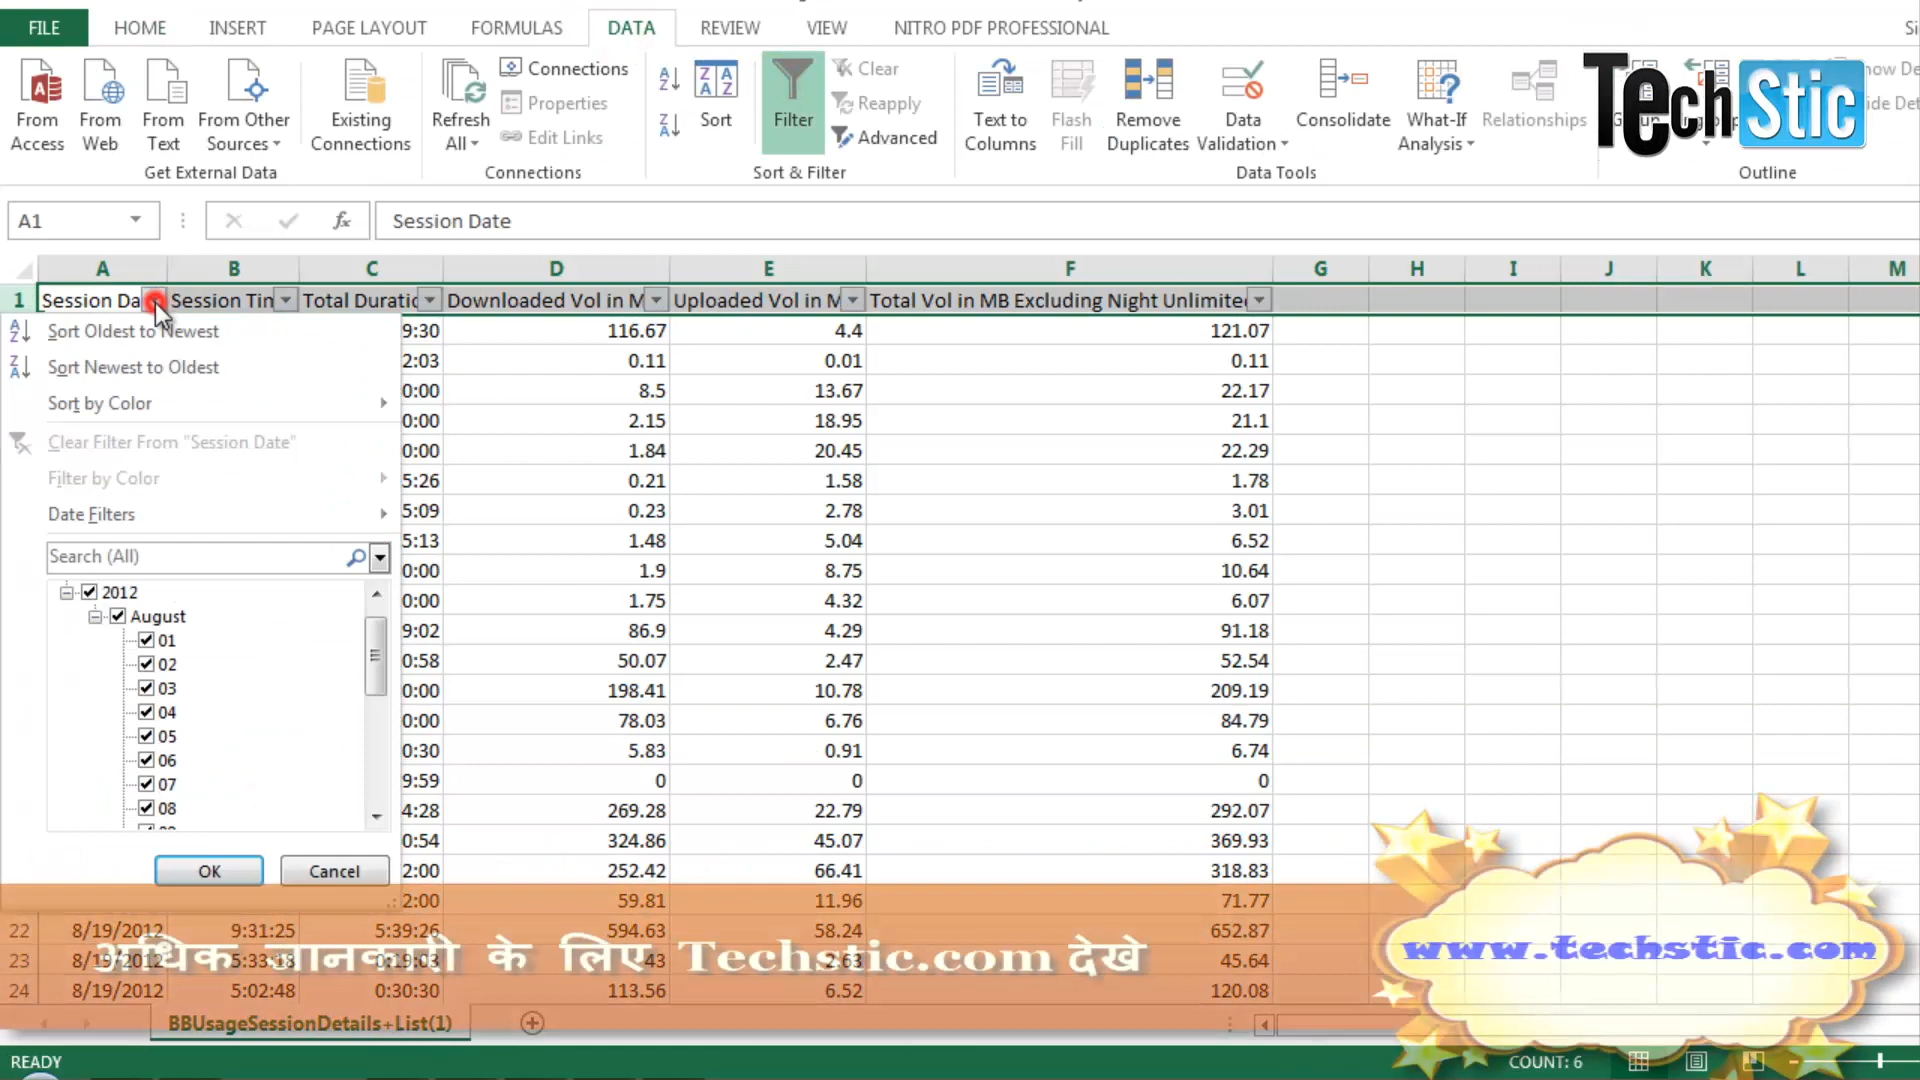 FILE HOME INSERT PAGE LAYOUT FORMULAS DATA REVIEW VIEW NITRO PDF PROFESSIONAL
From Access
From Web
From Text
From Other Sources
Get External Data
Existing Connections
Refresh All
Connections
Properties
Edit Links
Connections
Sort
Filter
Clear
Reapply
Advanced
Sort & Filter
Text to Columns
Flash Fill
Remove Duplicates
Data Validation
Consolidate
What-If Analysis
Relationships
Data Tools
Outline
Tech Stic
A1 fx Session Date
A B C D E F G H I J K L M
1 Session Da Session Tin Total Duratic Downloaded Vol in M Uploaded Vol in M Total Vol in MB Excluding Night Unlimite
Sort Oldest to Newest
Sort Newest to Oldest
Sort by Color
Clear Filter From "Session Date"
Filter by Color
Date Filters
Search (All)
2012
August
01
02
03
04
05
06
07
08
OK Cancel
9:30 116.67 4.4 121.07
2:03 0.11 0.01 0.11
0:00 8.5 13.67 22.17
0:00 2.15 18.95 21.1
0:00 1.84 20.45 22.29
5:26 0.21 1.58 1.78
5:09 0.23 2.78 3.01
5:13 1.48 5.04 6.52
0:00 1.9 8.75 10.64
0:00 1.75 4.32 6.07
9:02 86.9 4.29 91.18
0:58 50.07 2.47 52.54
0:00 198.41 10.78 209.19
0:00 78.03 6.76 84.79
0:30 5.83 0.91 6.74
9:59 0 0 0
4:28 269.28 22.79 292.07
0:54 324.86 45.07 369.93
2:00 252.42 66.41 318.83
2:00 59.81 11.96 71.77
22 8/19/2012 9:31:25 5:39:26 594.63 58.24 652.87
23 8/19/2012 5:33:18 0:19:03 43 2.63 45.64
24 8/19/2012 5:02:48 0:30:30 113.56 6.52 120.08
अधिक जानकारी के लिए Techstic.com देखे
www.techstic.com
BBUsageSessionDetails+List(1)
READY COUNT: 6